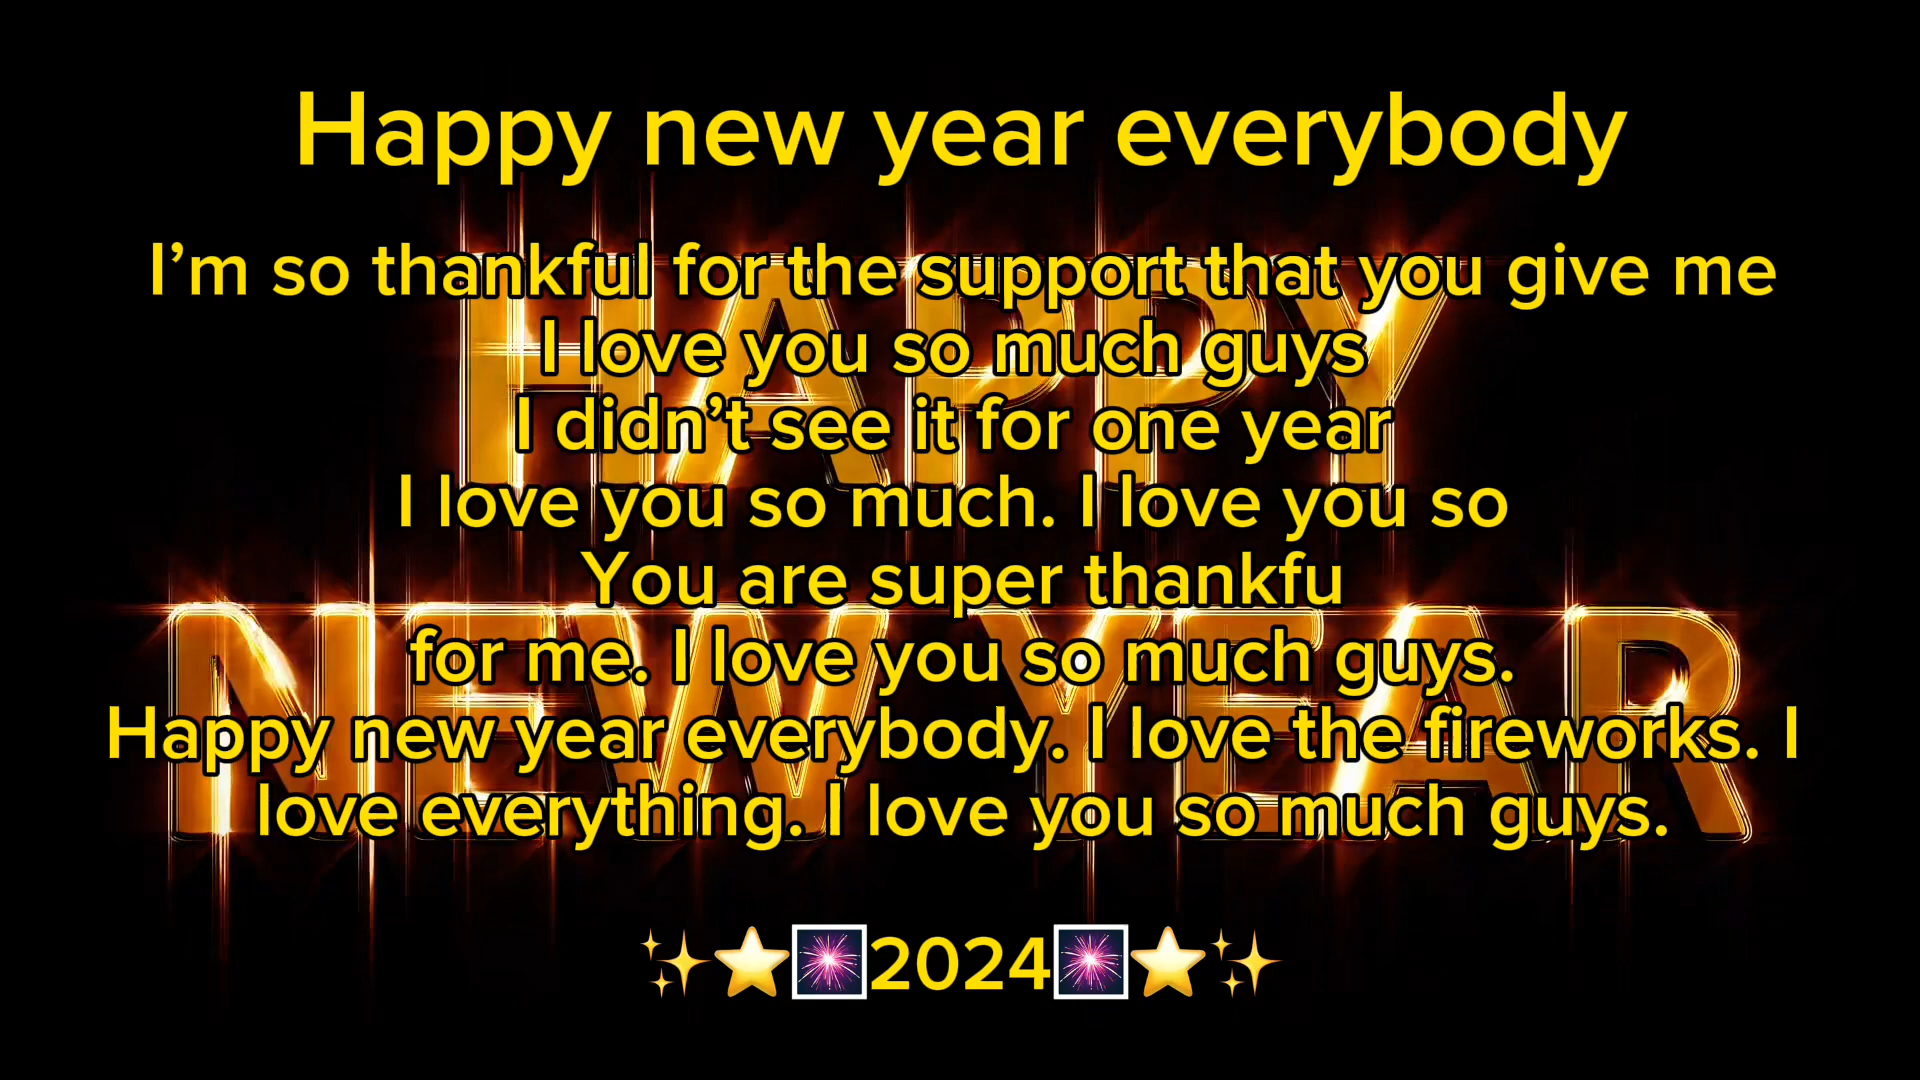 Happy new year everybody
I’m so thankful for the support that you give me
I love you so much guys
I didn’t see it for one year
I love you so much. I love you so
You are super thankfu
for me. I love you so much guys.
Happy new year everybody. I love the fireworks. I
love everything. I love you so much guys.
✨⭐🎆2024🎆⭐✨
HAPPY
NEW YEAR